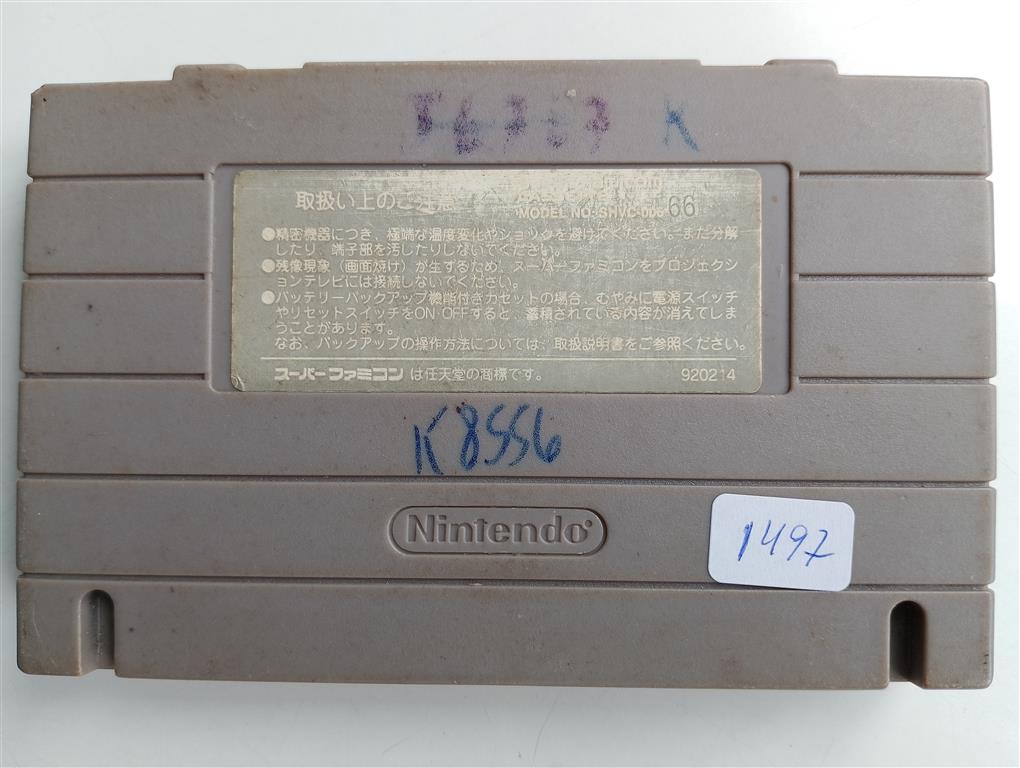 K
取扱い上のご注意
MODEL NO. SHVC-006 66
●精密機器につき、極端な温度変化やショックを避けてください。また分解
したり、端子部を汚したりしないでください。
●残像現象（画面焼け）が生ずるため、スーパーファミコンをプロジェクシ
ョンテレビには接続しないでください。
●バッテリーバックアップ機能付きカセットの場合、むやみに電源スイッチ
やリセットスイッチをON・OFFすると、蓄積されている内容が消えてしま
うことがあります。
なお、バックアップの操作方法については、取扱説明書をご参照ください。
スーパーファミコン は任天堂の商標です。 920214
K8556
Nintendo
1497